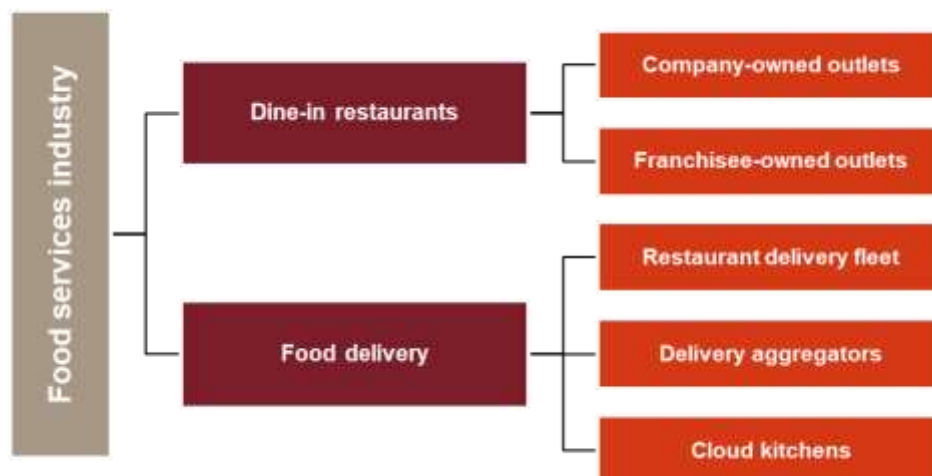 Food services industry
Dine-in restaurants
Company-owned outlets
Franchisee-owned outlets
Food delivery
Restaurant delivery fleet
Delivery aggregators
Cloud kitchens